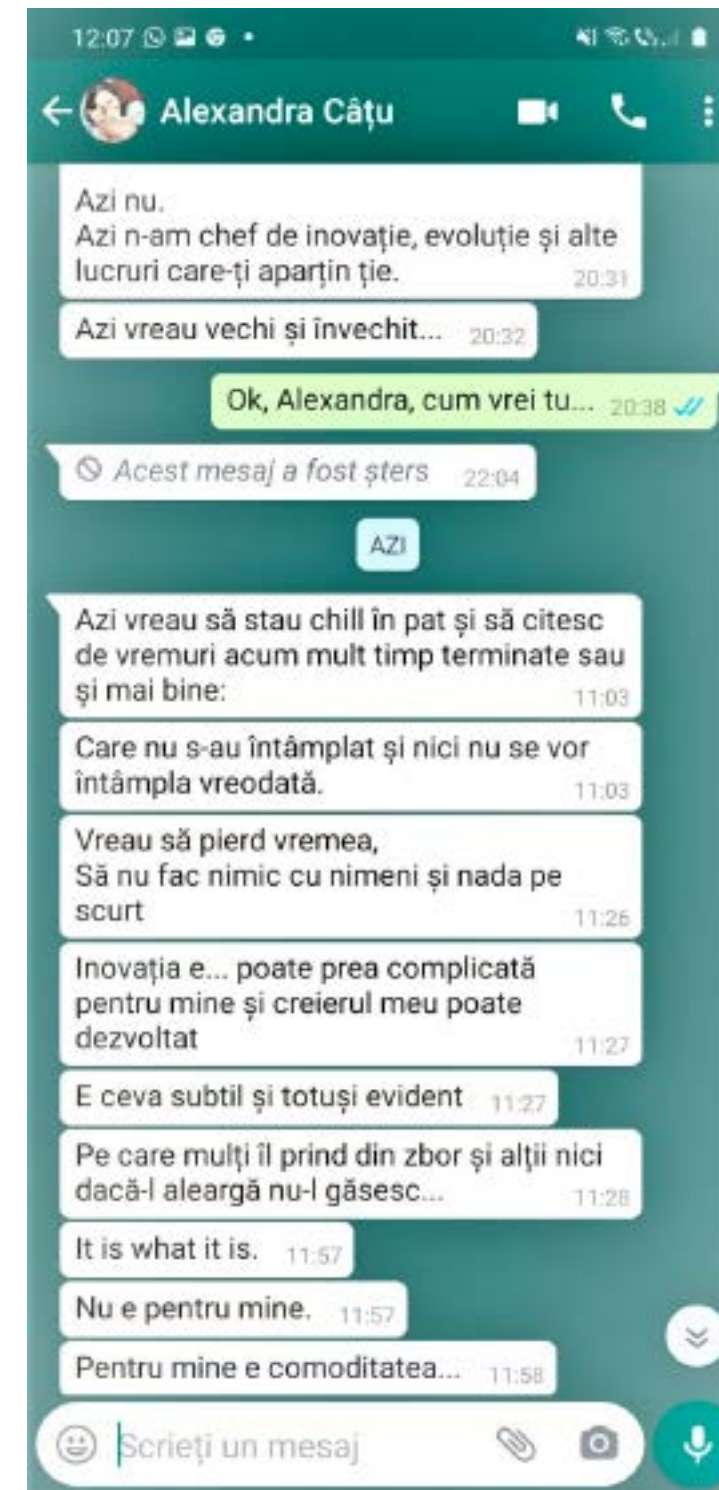 12:07
Alexandra Câțu
Azi nu.
Azi n-am chef de inovație, evoluție și alte
lucruri care-ți aparțin ție. 20:31
Azi vreau vechi și învechit... 20:32
Ok, Alexandra, cum vrei tu... 20:38
Acest mesaj a fost șters 22:04
AZI
Azi vreau să stau chill în pat și să citesc
de vremuri acum mult timp terminate sau
și mai bine: 11:03
Care nu s-au întâmplat și nici nu se vor
întâmpla vreodată. 11:03
Vreau să pierd vremea,
Să nu fac nimic cu nimeni și nada pe
scurt 11:26
Inovația e... poate prea complicată
pentru mine și creierul meu poate
dezvoltat 11:27
E ceva subtil și totuși evident 11:27
Pe care mulți îl prind din zbor și alții nici
dacă-l aleargă nu-l găsesc... 11:28
It is what it is. 11:57
Nu e pentru mine. 11:57
Pentru mine e comoditatea... 11:58
Scrieți un mesaj